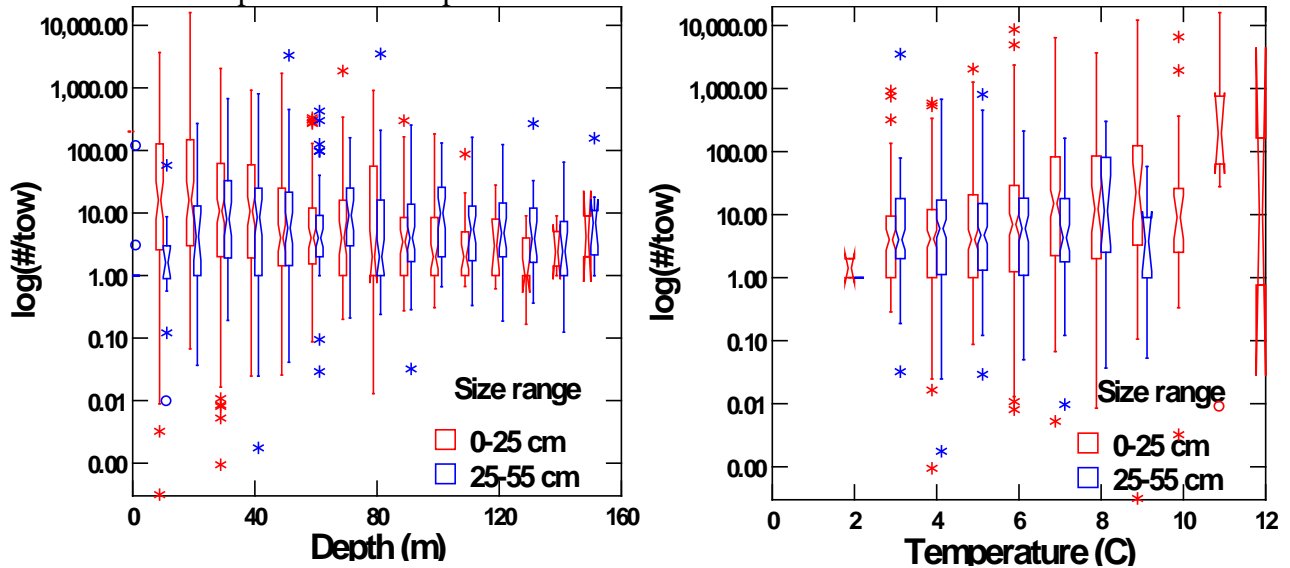 10,000.00
1,000.00
100.00
10.00
1.00
0.10
0.01
0.00
log(#/tow)
Size range
0-25 cm
25-55 cm
0 40 80 120 160
Depth (m)
10,000.00
1,000.00
100.00
10.00
1.00
0.10
0.01
0.00
log(#/tow)
Size range
0-25 cm
25-55 cm
0 2 4 6 8 10 12
Temperature (C)